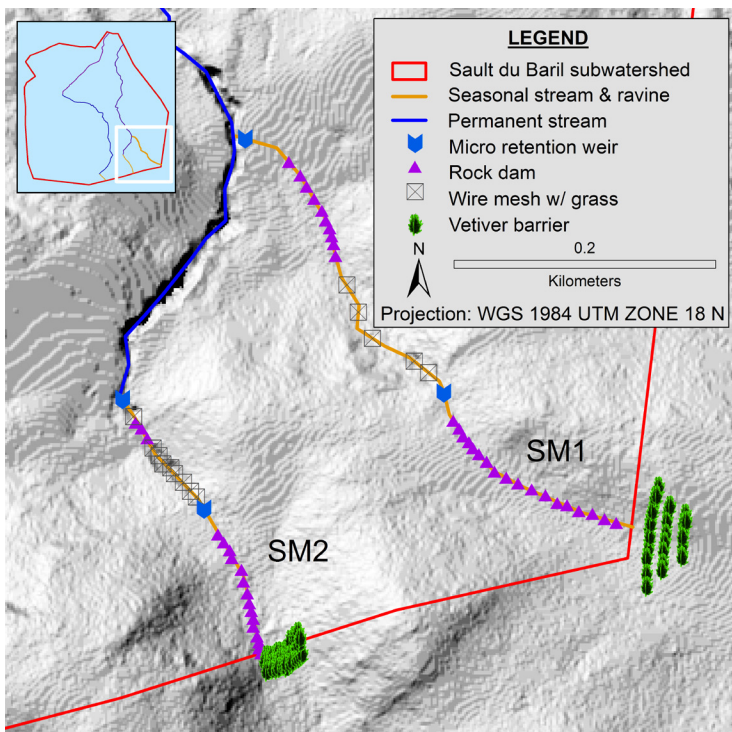 LEGEND
Sault du Baril subwatershed
Seasonal stream & ravine
Permanent stream
Micro retention weir
Rock dam
Wire mesh w/ grass
Vetiver barrier
N
0.2
Kilometers
Projection: WGS 1984 UTM ZONE 18 N
SM1
SM2